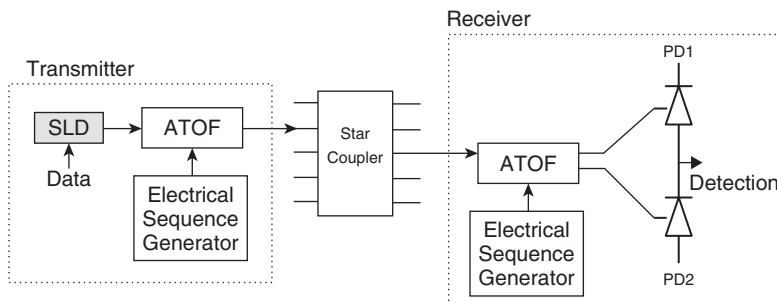 Receiver
PD1
Transmitter
SLD
ATOF
Star
Coupler
ATOF
Data
Detection
Electrical
Sequence
Generator
Electrical
Sequence
Generator
PD2